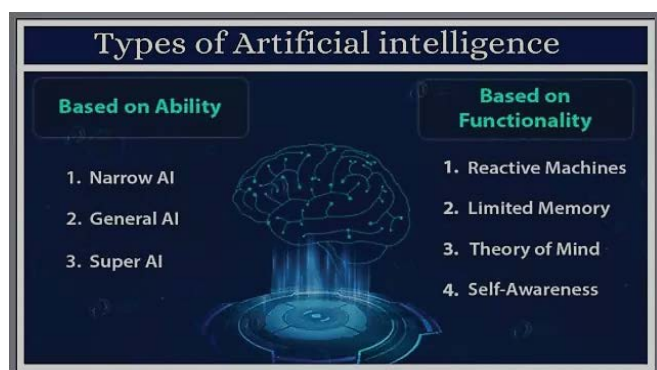 Types of Artificial intelligence
Based on Ability
1. Narrow AI
2. General AI
3. Super AI
Based on
Functionality
1. Reactive Machines
2. Limited Memory
3. Theory of Mind
4. Self-Awareness